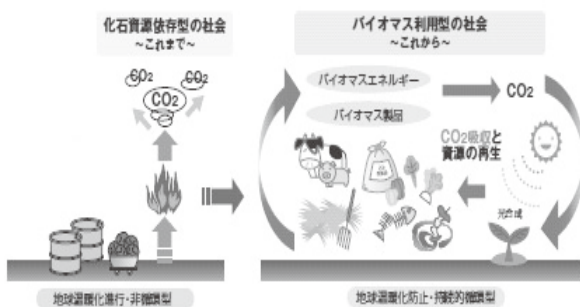 化石資源依存型の社会
～これまで～
CO2
CO2
CO2
地球温暖化進行・非循環型
バイオマス利用型の社会
～これから～
バイオマスエネルギー
CO2
バイオマス製品
CO2吸収と
資源の再生
光合成
地球温暖化防止・持続的循環型